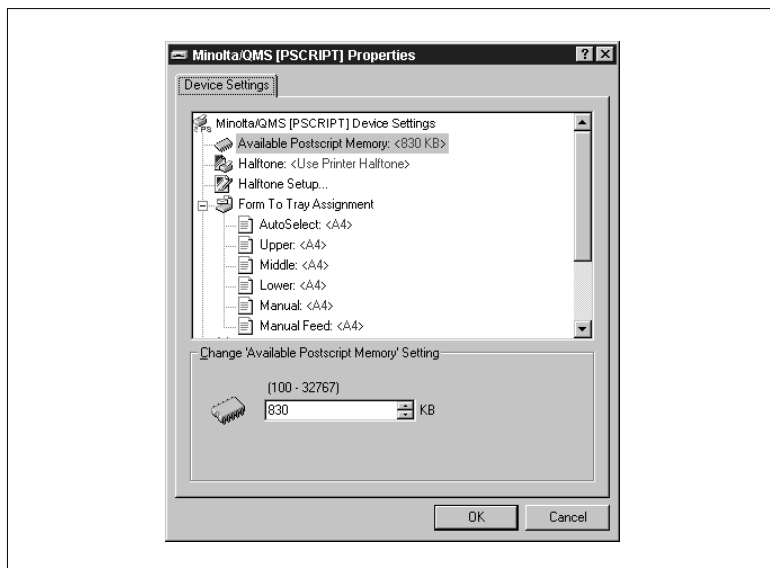 Minolta/QMS [PSCRIPT] Properties
Device Settings
Minolta/QMS [PSCRIPT] Device Settings
Available Postscript Memory: <830 KB>
Halftone: <Use Printer Halftone>
Halftone Setup...
Form To Tray Assignment
AutoSelect: <A4>
Upper: <A4>
Middle: <A4>
Lower: <A4>
Manual: <A4>
Manual Feed: <A4>
Change 'Available Postscript Memory' Setting
(100 - 32767)
830 KB
OK Cancel